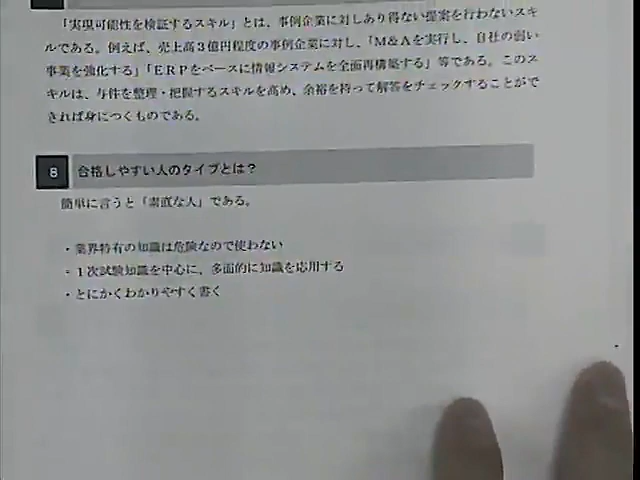 「実現可能性を検証するスキル」とは、事例企業に対しあり得ない提案を行わないスキ
ルである。例えば、売上高3億円程度の事例企業に対し、「M&Aを実行し、自社の弱い
事業を強化する」「ERPをベースに情報システムを全面再構築する」等である。このス
キルは、与件を整理・把握するスキルを高め、余裕を持って解答をチェックすることがで
きれば身につくものである。
8 合格しやすい人のタイプとは?
簡単に言うと「素直な人」である。
・業界特有の知識は危険なので使わない
・1次試験知識を中心に、多面的に知識を応用する
・とにかくわかりやすく書く